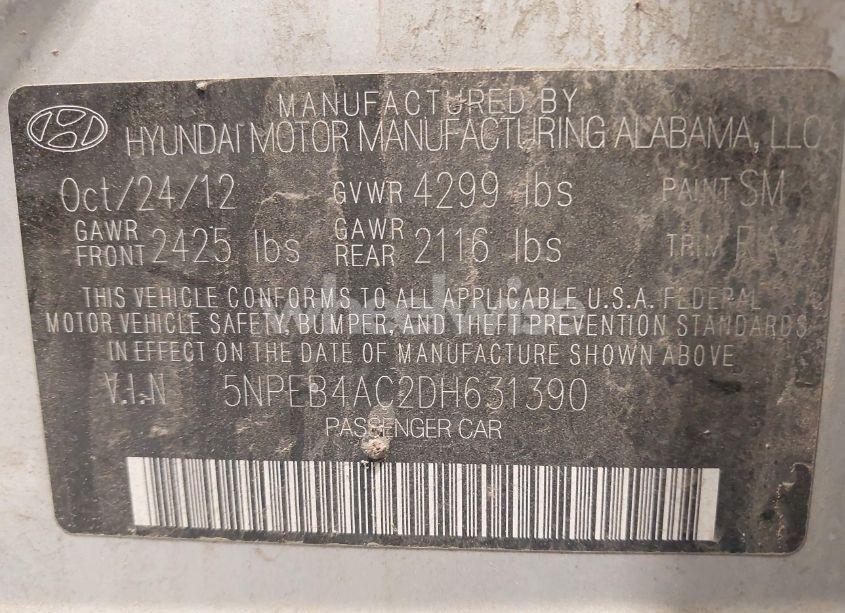 MANUFACTURED BY
HYUNDAI MOTOR MANUFACTURING ALABAMA, LLC
Oct/24/12 GVWR 4299 lbs PAINT SM
GAWR FRONT 2425 lbs GAWR REAR 2116 lbs TRIM
THIS VEHICLE CONFORMS TO ALL APPLICABLE U.S.A. FEDERAL
MOTOR VEHICLE SAFETY, BUMPER, AND THEFT PREVENTION STANDARDS
IN EFFECT ON THE DATE OF MANUFACTURE SHOWN ABOVE
V.I.N 5NPEB4AC2DH631390
PASSENGER CAR
wheelwise